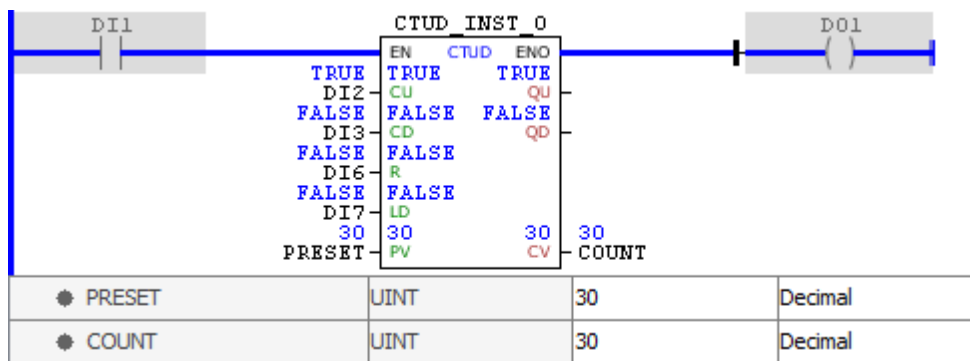 DI1 CTUD_INST_0 DO1
EN CTUD ENO
TRUE TRUE TRUE
DI2 CU QU
FALSE FALSE FALSE
DI3 CD QD
FALSE FALSE
DI6 R
FALSE FALSE
DI7 LD
30 30 30 30
PRESET PV CV COUNT
PRESET UINT 30 Decimal
COUNT UINT 30 Decimal